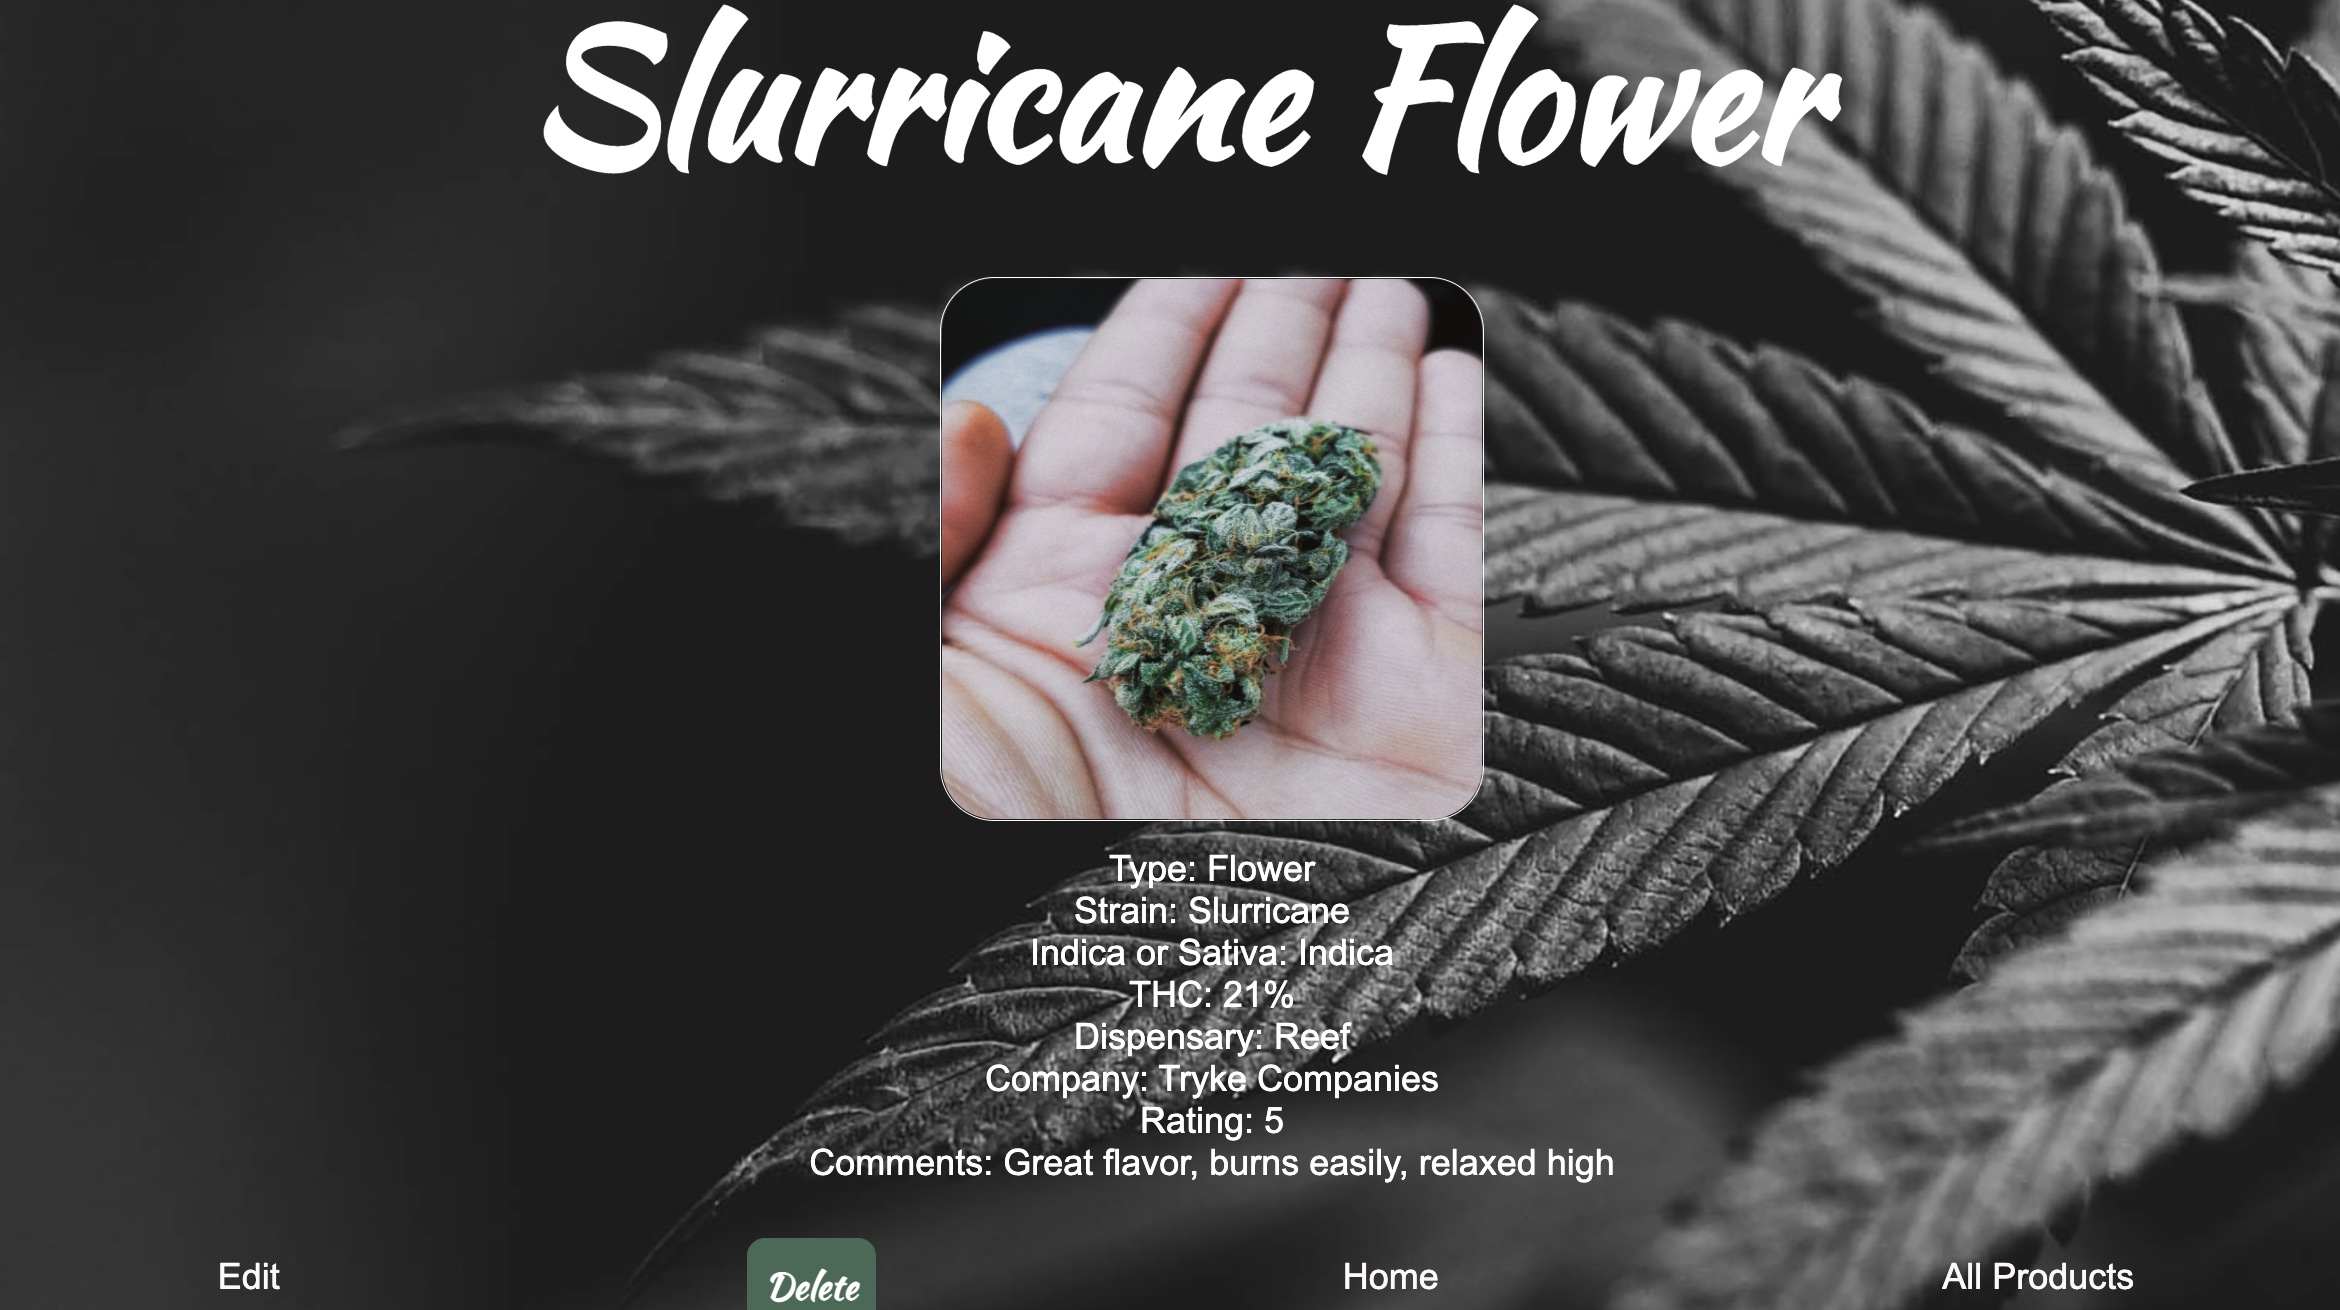 Slurricane Flower
Type: Flower
Strain: Slurricane
Indica or Sativa: Indica
THC: 21%
Dispensary: Reef
Company: Tryke Companies
Rating: 5
Comments: Great flavor, burns easily, relaxed high
Edit
Delete
Home
All Products